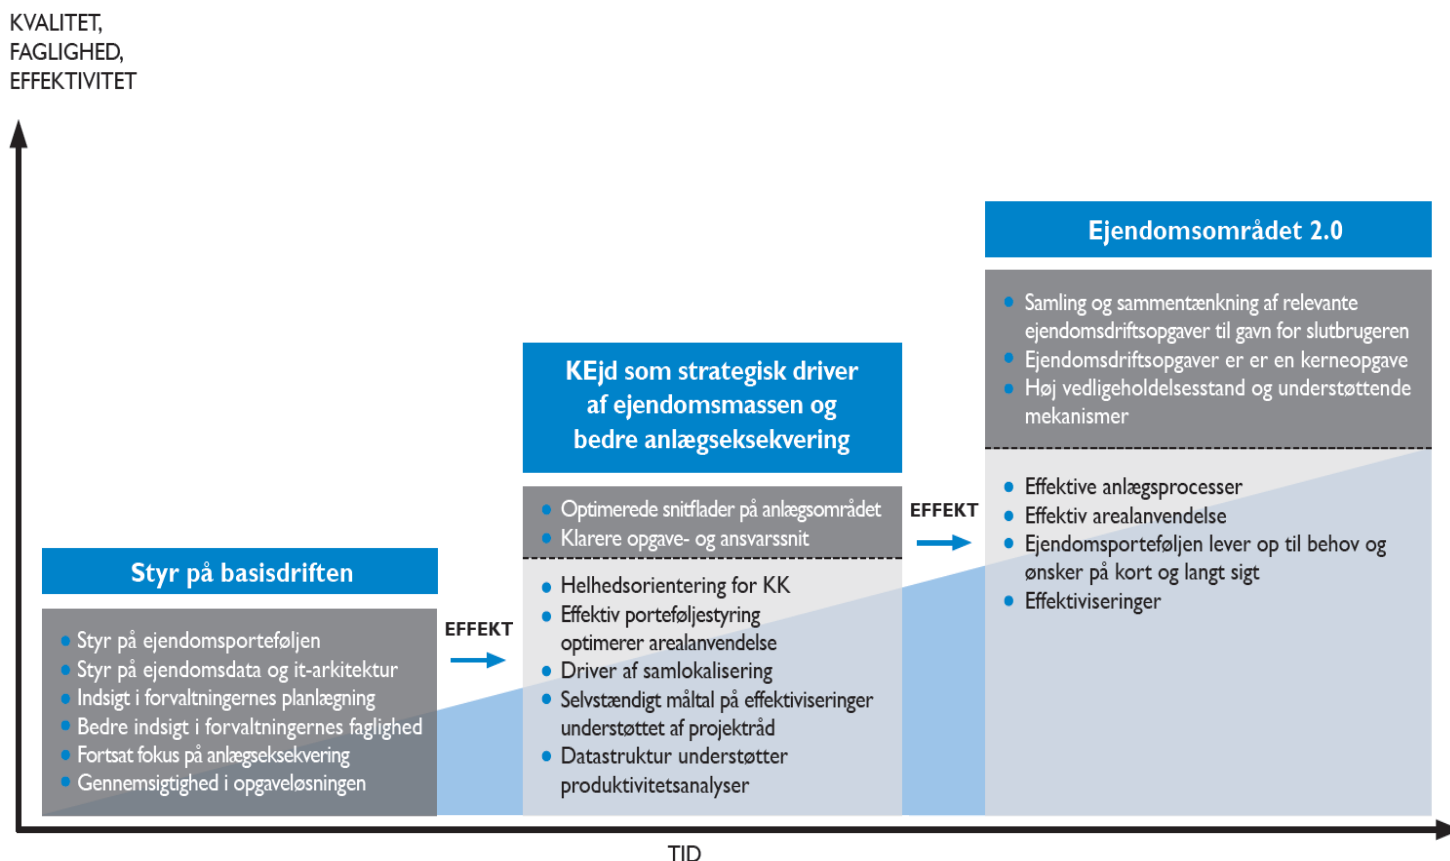 KVALITET,
FAGLIGHED,
EFFEKTIVITET
Styr på basisdriften
Styr på ejendomsporteføljen
Styr på ejendomsdata og it-arkitektur
Indsigt i forvaltningernes planlægning
Bedre indsigt i forvaltningernes faglighed
Fortsat fokus på anlægseksekvering
Gennemsigtighed i opgaveløsningen
EFFEKT
KEjd som strategisk driver
af ejendomsmassen og
bedre anlægseksekvering
Optimerede snitflader på anlægsområdet
Klarere opgave- og ansvarssnit
Helhedsorientering for KK
Effektiv porteføljestyring
optimerer arealanvendelse
Driver af samlokalisering
Selvstændigt måltal på effektiviseringer
understøttet af projektråd
Datastruktur understøtter
produktivitetsanalyser
EFFEKT
Ejendomsområdet 2.0
Samling og sammentænkning af relevante
ejendomsdriftsopgaver til gavn for slutbrugeren
Ejendomsdriftsopgaver er er en kerneopgave
Høj vedligeholdelsesstand og understøttende
mekanismer
Effektive anlægsprocesser
Effektiv arealanvendelse
Ejendomsporteføljen lever op til behov og
ønsker på kort og langt sigt
Effektiviseringer
TID